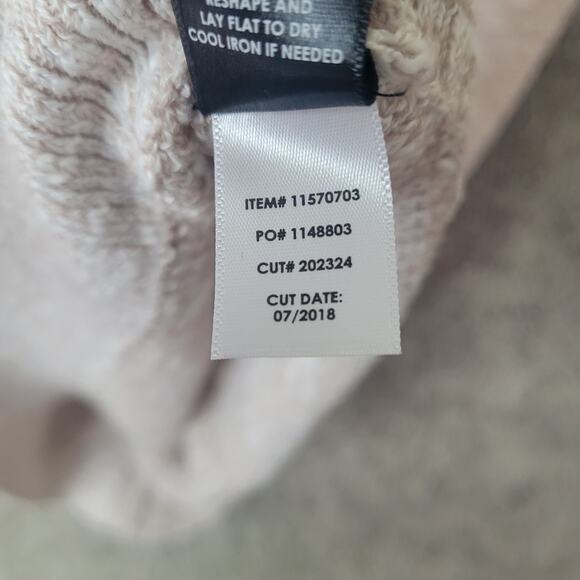 RESHAPE AND
LAY FLAT TO DRY
COOL IRON IF NEEDED
ITEM# 11570703
PO# 1148803
CUT# 202324
CUT DATE:
07/2018